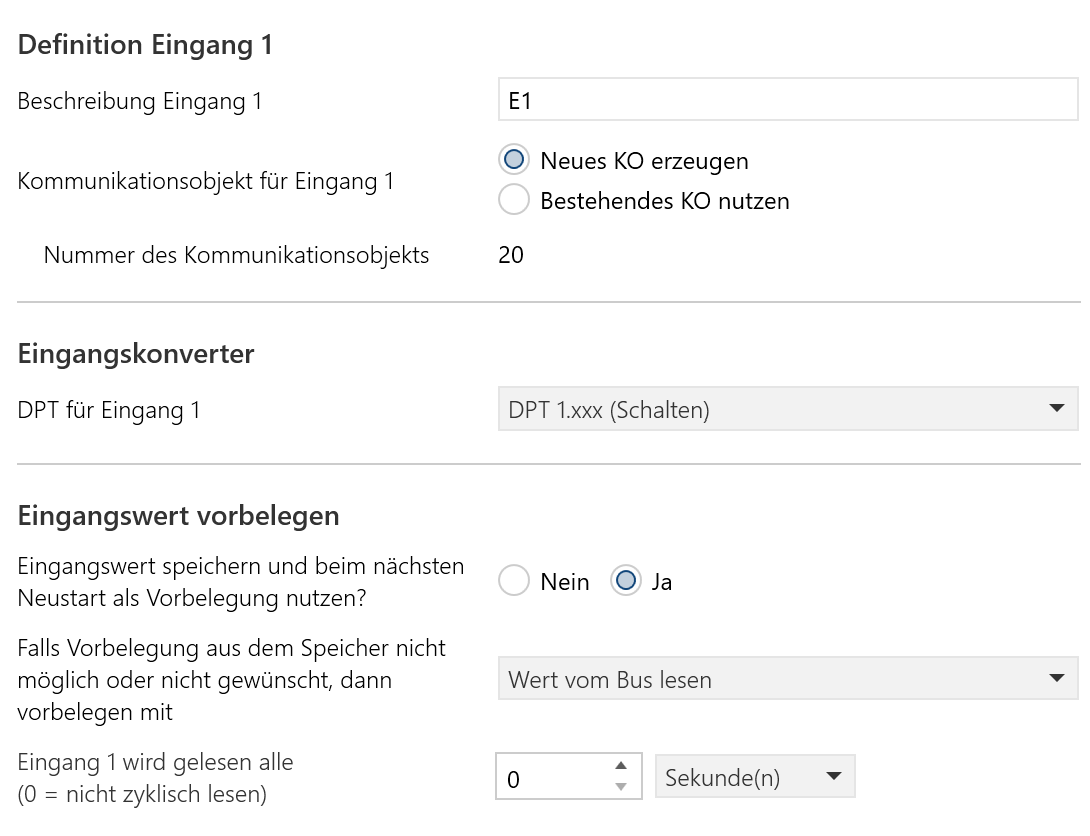 Definition Eingang 1
Beschreibung Eingang 1
E1
Kommunikationsobjekt für Eingang 1
Neues KO erzeugen
Bestehendes KO nutzen
Nummer des Kommunikationsobjekts
20
Eingangskonverter
DPT für Eingang 1
DPT 1.xxx (Schalten)
Eingangswert vorbelegen
Eingangswert speichern und beim nächsten
Neustart als Vorbelegung nutzen?
Nein
Ja
Falls Vorbelegung aus dem Speicher nicht
möglich oder nicht gewünscht, dann
vorbelegen mit
Wert vom Bus lesen
Eingang 1 wird gelesen alle
(0 = nicht zyklisch lesen)
0
Sekunde(n)